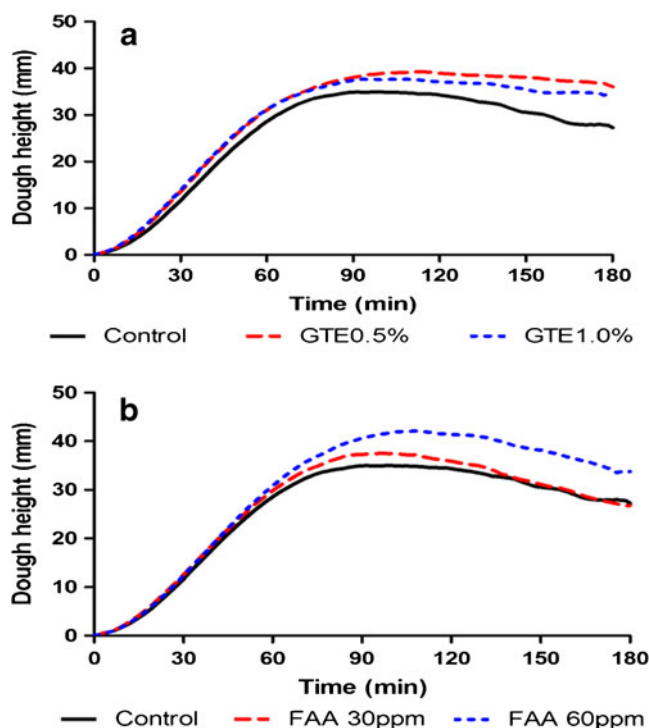 a
Dough height (mm)
50
40
30
20
10
0
0 30 60 90 120 150 180
Time (min)
Control GTE0.5% GTE1.0%
b
Dough height (mm)
50
40
30
20
10
0
0 30 60 90 120 150 180
Time (min)
Control FAA 30ppm FAA 60ppm